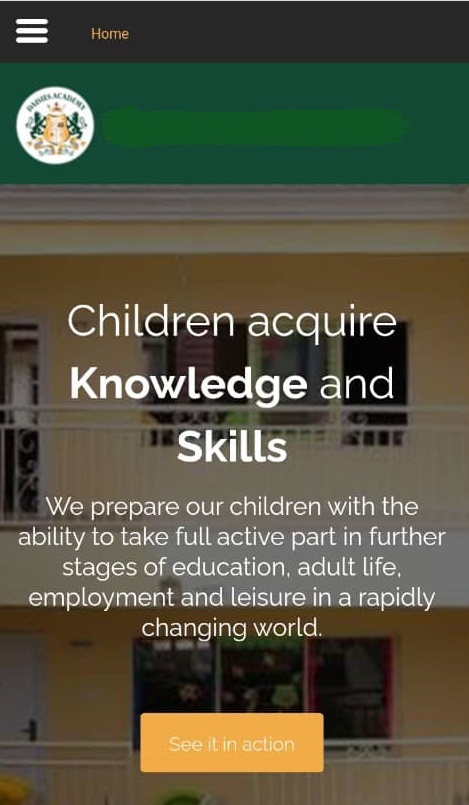 Home
DAISIES ACADEMY
Children acquire
Knowledge and
Skills
We prepare our children with the
ability to take full active part in further
stages of education, adult life,
employment and leisure in a rapidly
changing world.
See it in action